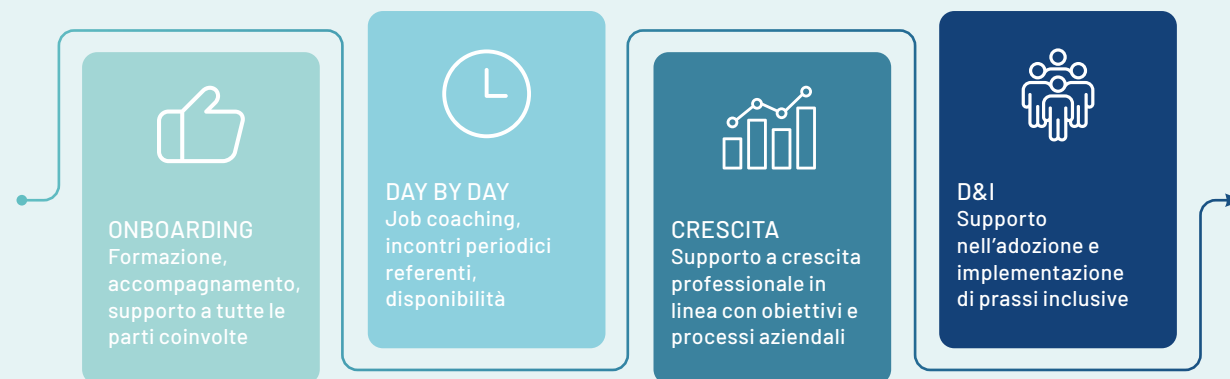 ONBOARDING
Formazione,
accompagnamento,
supporto a tutte le
parti coinvolte
DAY BY DAY
Job coaching,
incontri periodici
referenti,
disponibilità
CRESCITA
Supporto a crescita
professionale in
linea con obiettivi e
processi aziendali
D&I
Supporto
nell’adozione e
implementazione
di prassi inclusive